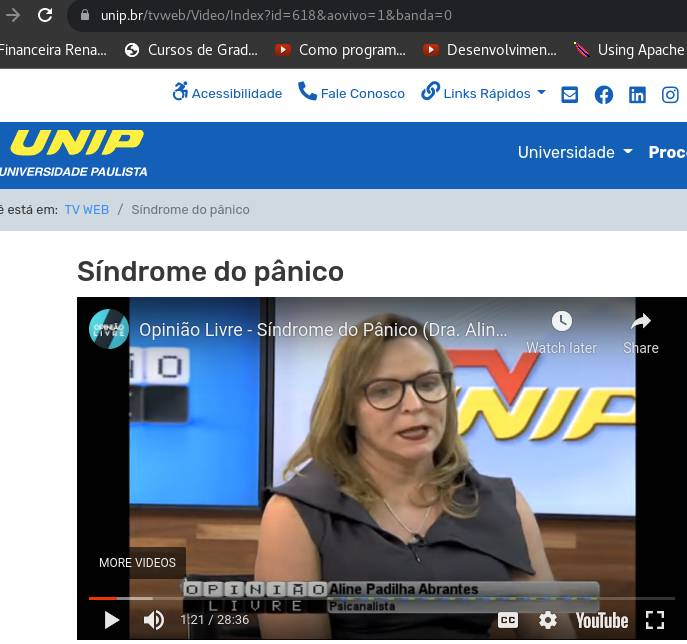 unip.br/tvweb/Video/Index?id=618&aovivo=1&banda=0
Financeira Rena... Cursos de Grad... Como program... Desenvolvimen... Using Apache
Acessibilidade Fale Conosco Links Rápidos
UNIP
UNIVERSIDADE PAULISTA
Universidade Proc
ê está em: TV WEB / Síndrome do pânico
Síndrome do pânico
OPINIÃO LIVRE
Opinião Livre - Síndrome do Pânico (Dra. Alin...
Watch later Share
UNIP
MORE VIDEOS
OPINIÃO Aline Padilha Abrantes
LIVRE Psicanalista
1:21 / 28:36 CC YouTube